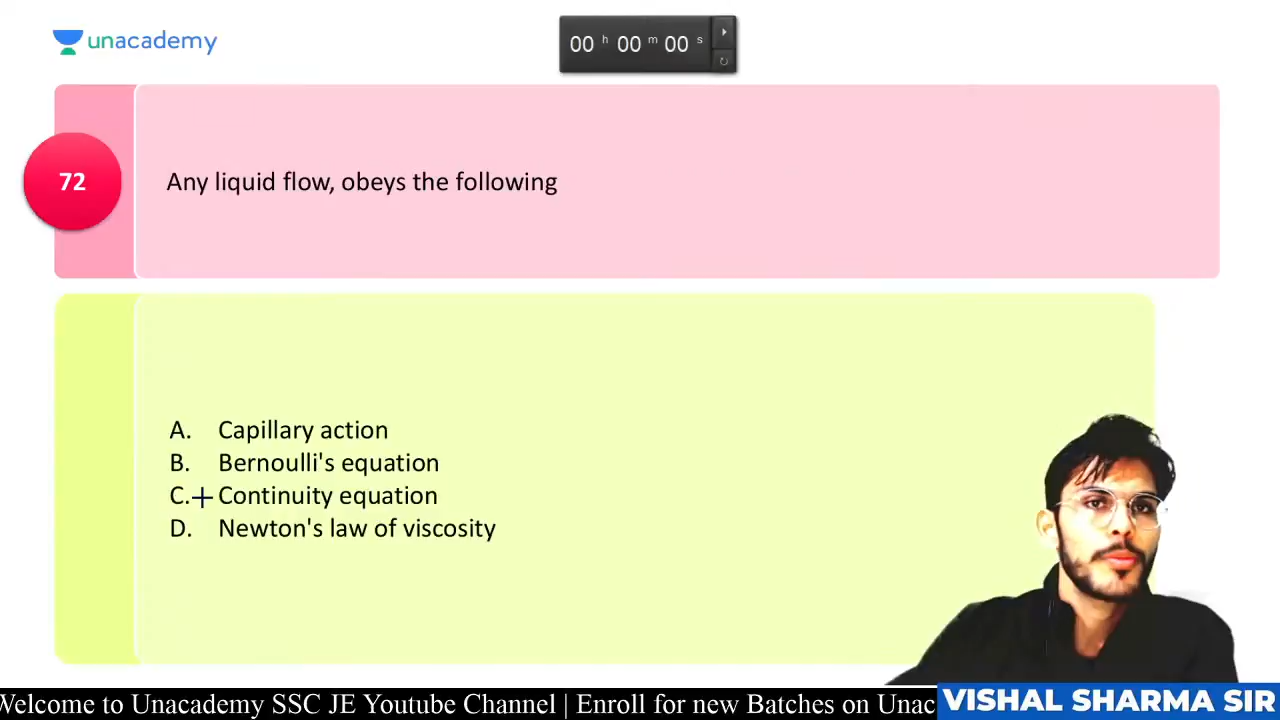 unacademy
00 h 00 m 00 s
72
Any liquid flow, obeys the following
A. Capillary action
B. Bernoulli's equation
C. Continuity equation
D. Newton's law of viscosity
Welcome to Unacademy SSC JE Youtube Channel | Enroll for new Batches on Unac
VISHAL SHARMA SIR